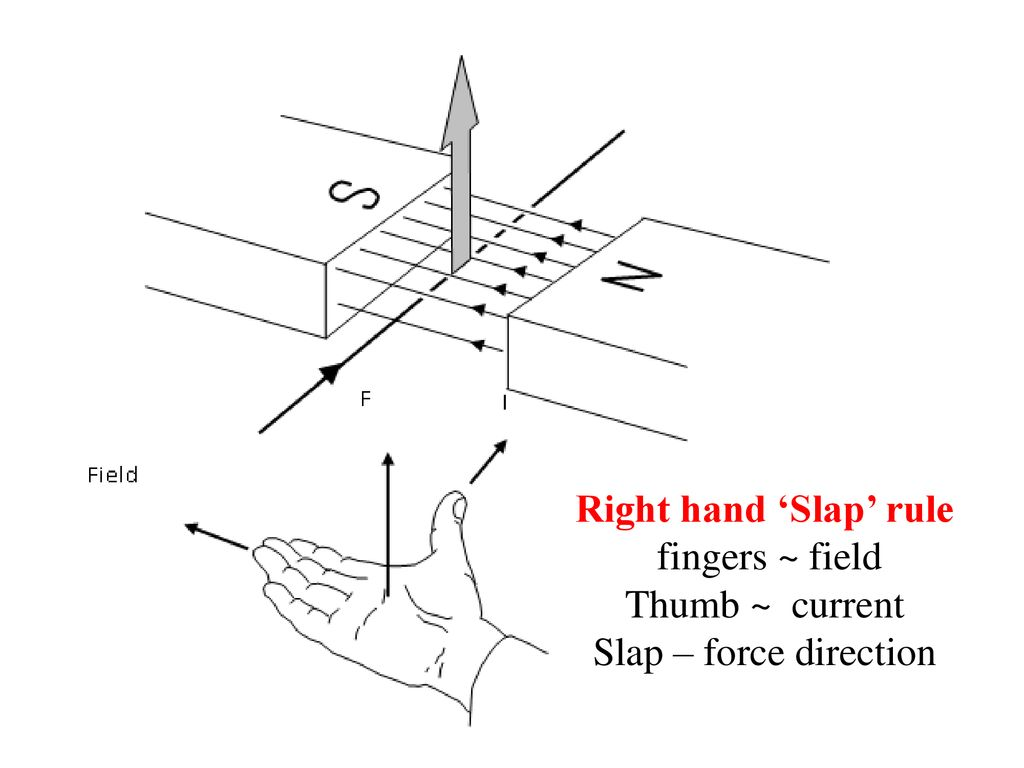 S
N
F
I
Field
Right hand ‘Slap’ rule
fingers ~ field
Thumb ~  current
Slap – force direction